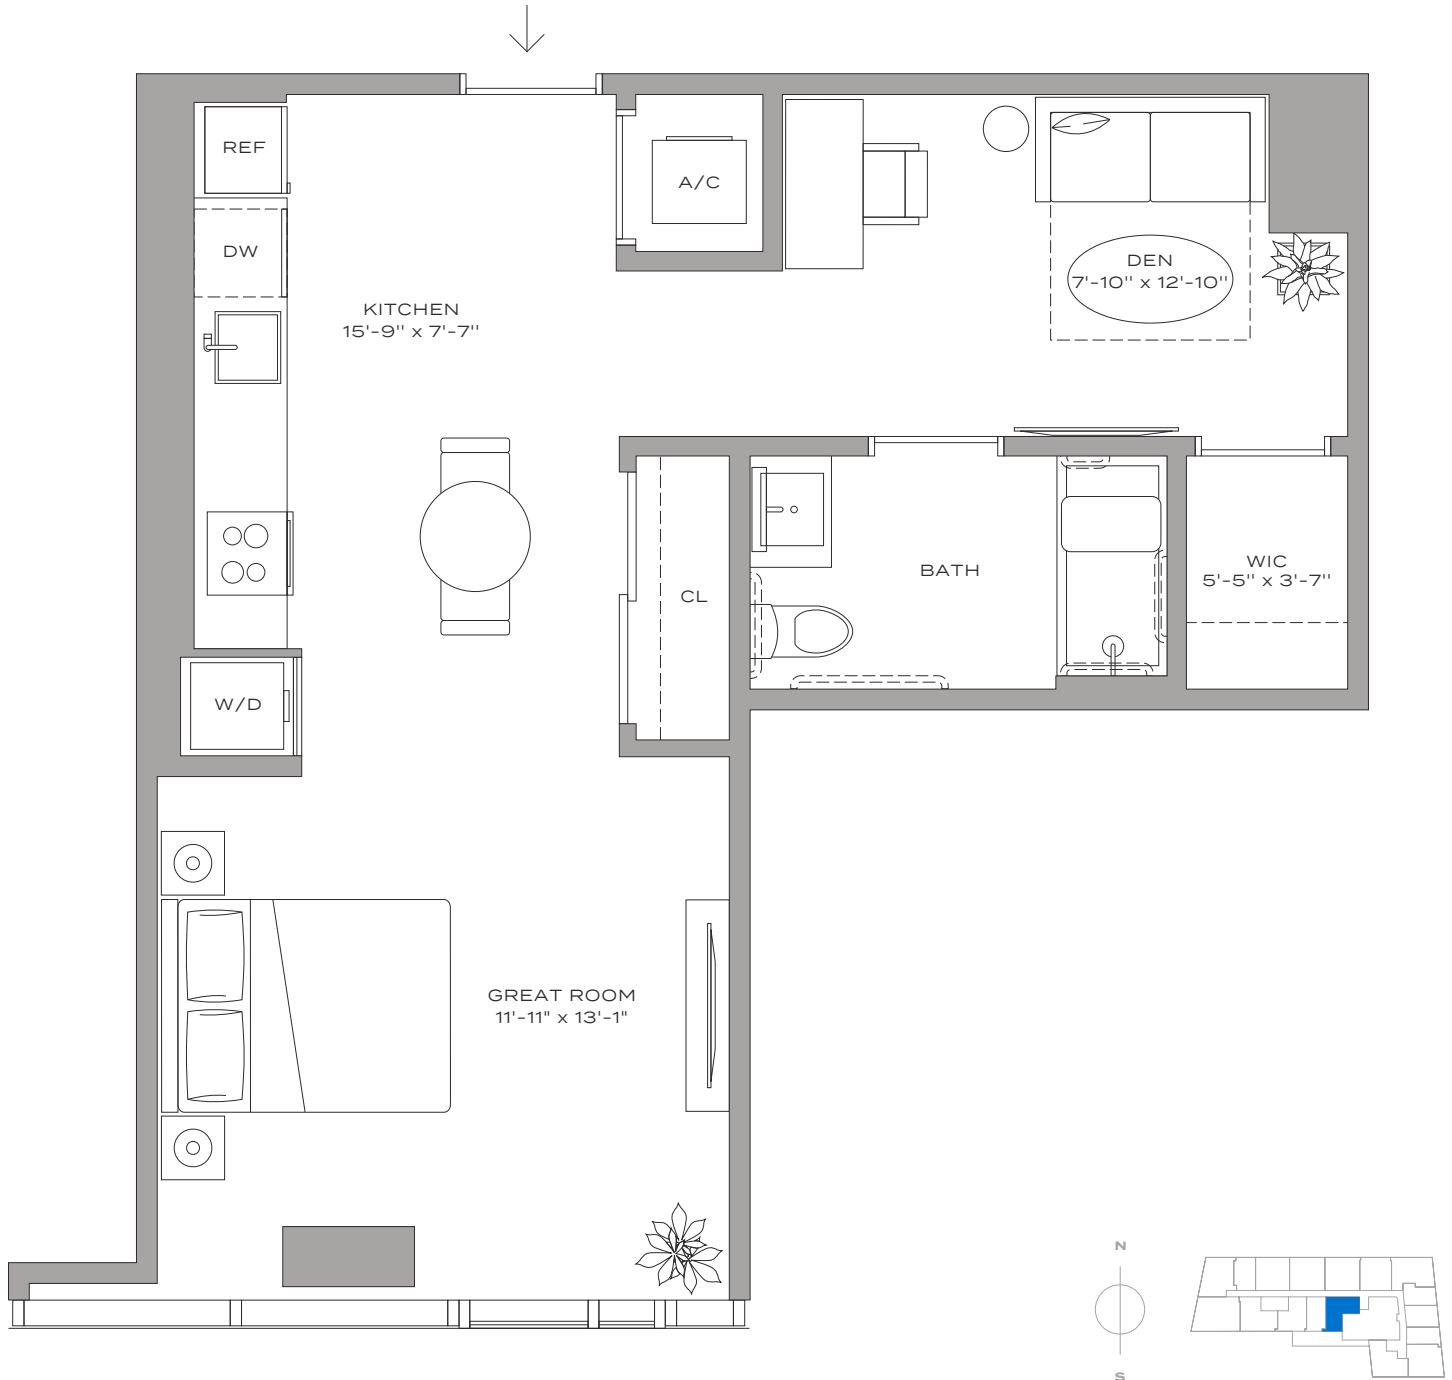 REF
A/C
DW
DEN
7'-10" x 12'-10"
KITCHEN
15'-9" x 7'-7"
WIC
5'-5" x 3'-7"
BATH
CL
W/D
GREAT ROOM
11'-11" x 13'-1"
N
S